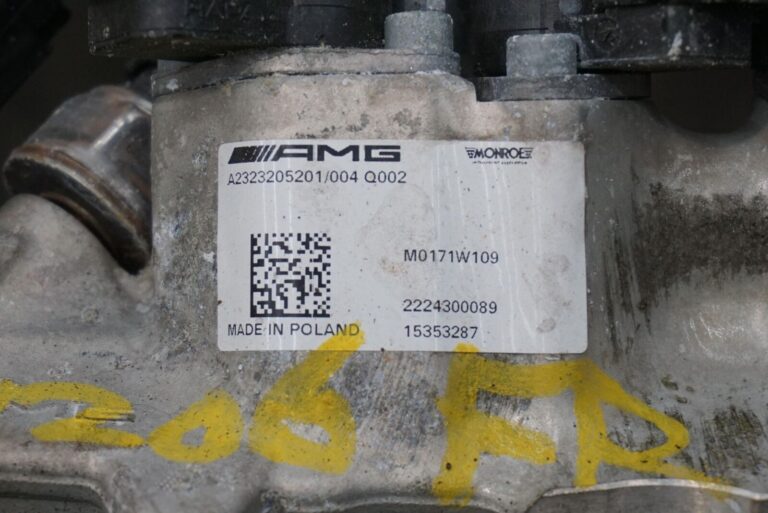 AMG
MONROE
A2323205201/004 Q002
M0171W109
2224300089
MADE IN POLAND
15353287
206 FR